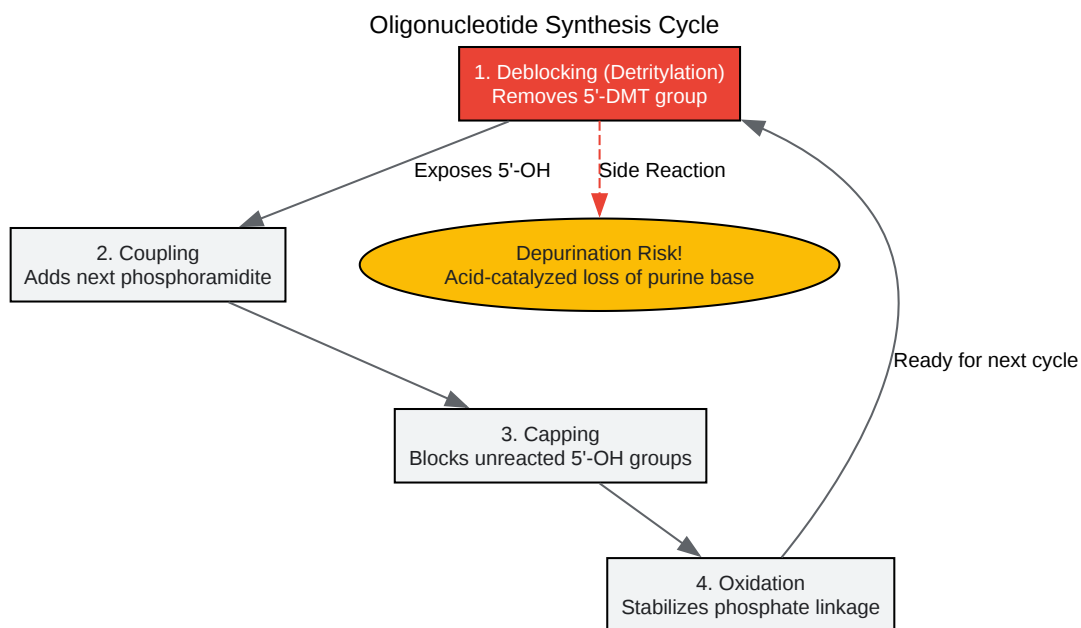 Oligonucleotide Synthesis Cycle
1. Deblocking (Detritylation)
Removes 5'-DMT group
Exposes 5'-OH
Side Reaction
2. Coupling
Adds next phosphoramidite
Depurination Risk!
Acid-catalyzed loss of purine base
Ready for next cycle
3. Capping
Blocks unreacted 5'-OH groups
4. Oxidation
Stabilizes phosphate linkage